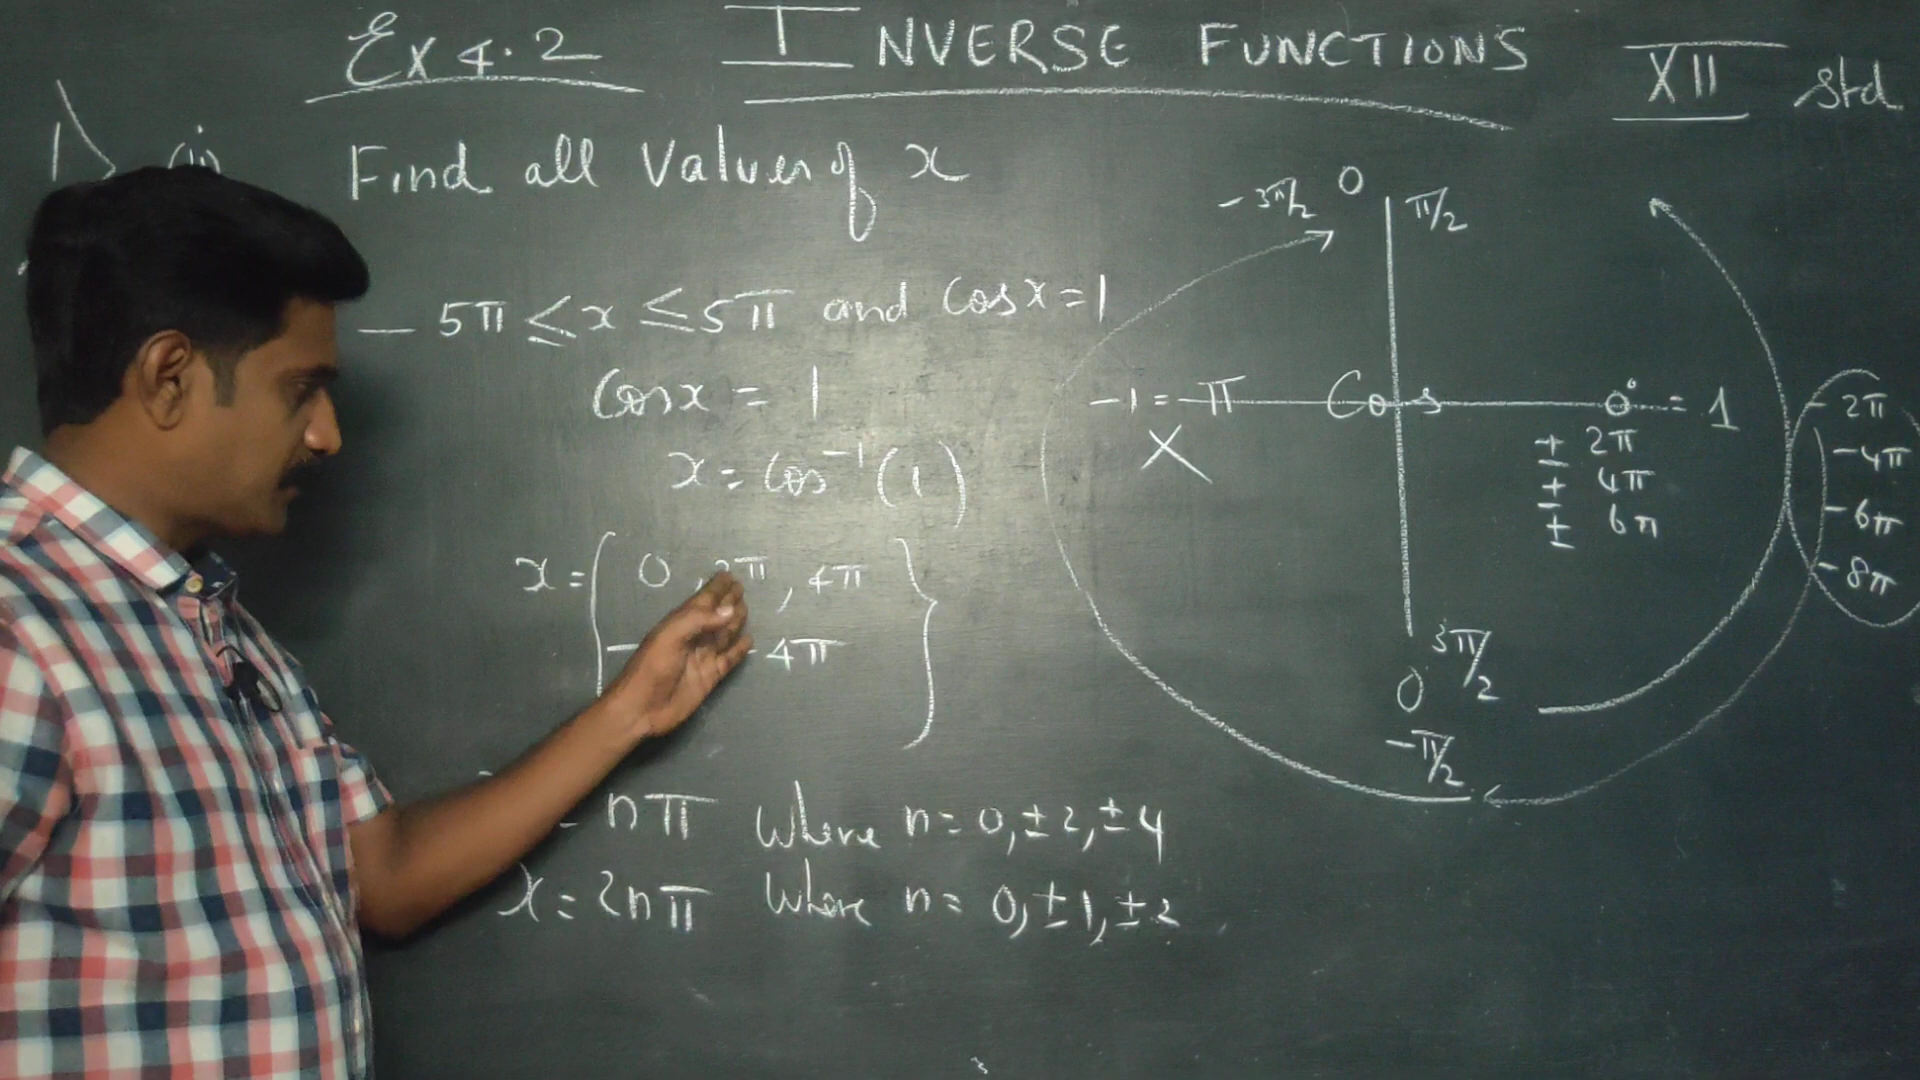 Ex 4.2 INVERSE FUNCTIONS XII Std
(ii) Find all Values of x
- 5π ≤ x ≤ 5π and Cos x = 1
Cos x = 1
x = Cos⁻¹ (1)
x = { 0, 2π, 4π
- 4π }
= nπ Where n = 0, ±2, ±4
x = 2nπ Where n = 0, ±1, ±2
- 3π/2 0 π/2
-1 = -π Cos 0° = 1
X
± 2π
± 4π
± 6π
- 2π
- 4π
- 6π
- 8π
3π/2
0
-π/2